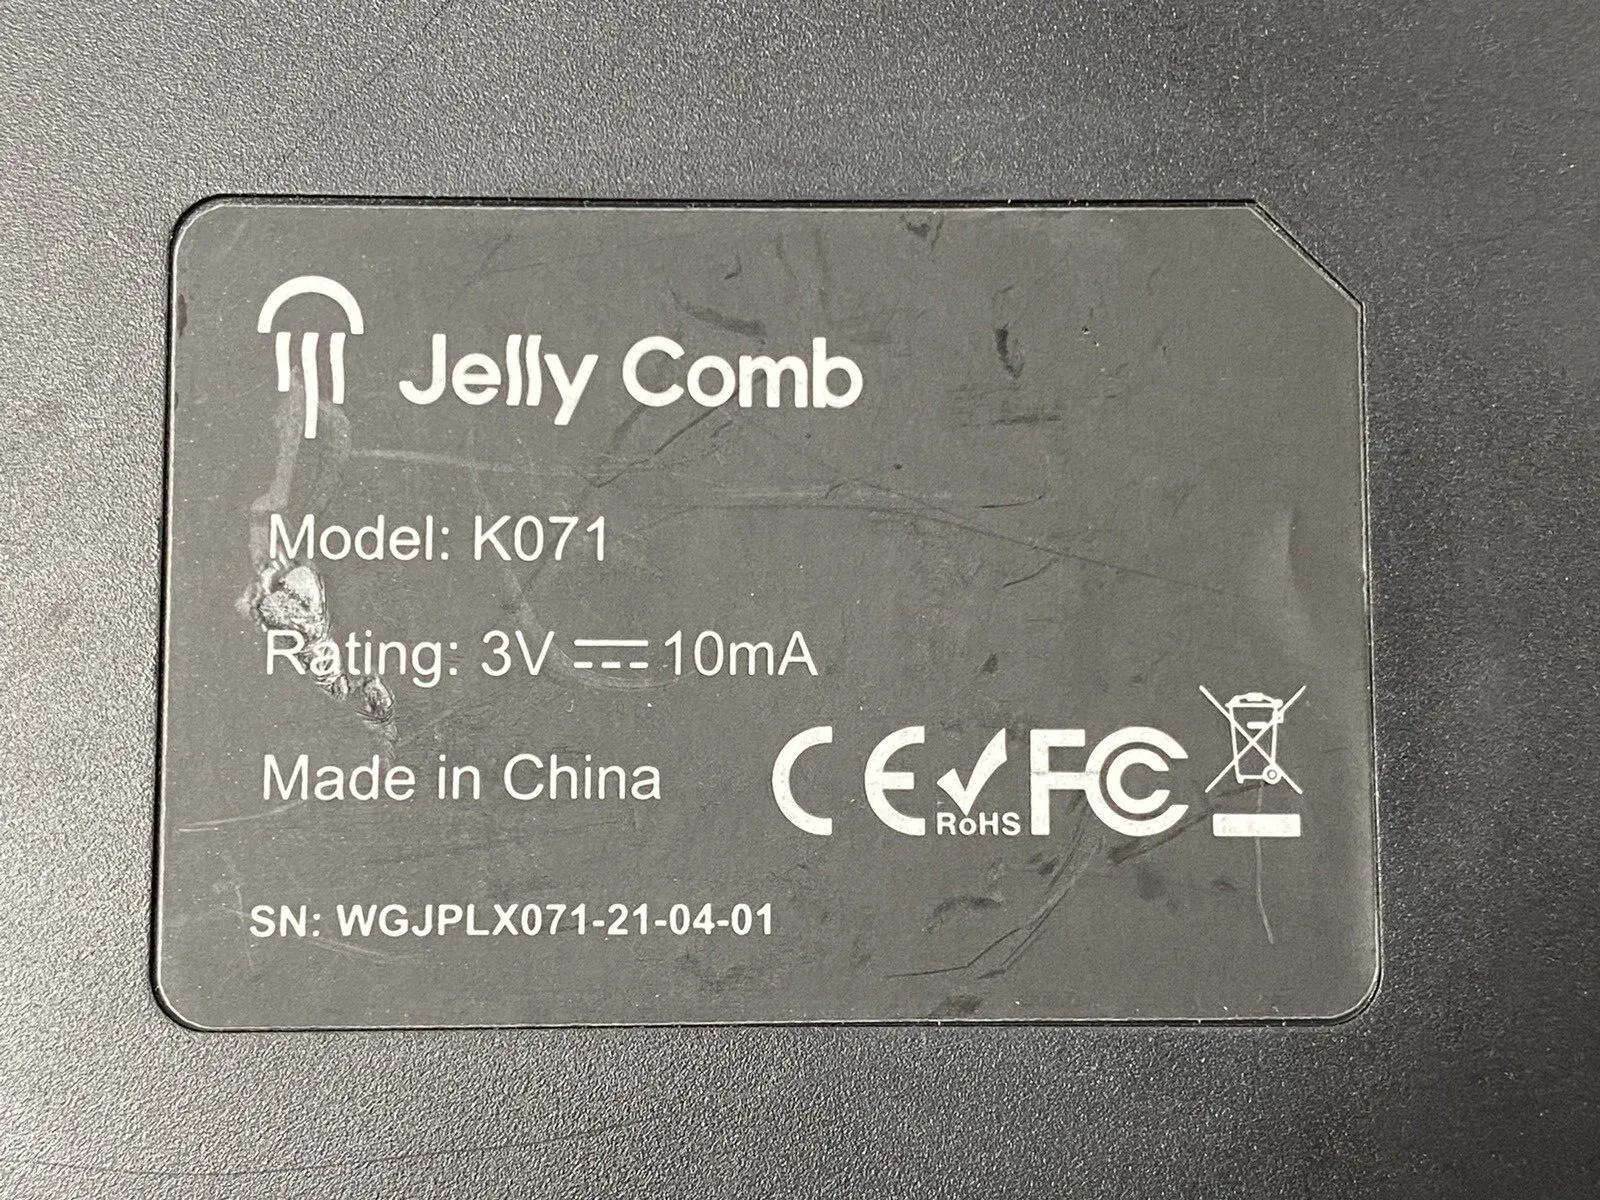 Jelly Comb
Model: K071
Rating: 3V ⎓ 10mA
Made in China
CE RoHS FC
SN: WGJPLX071-21-04-01